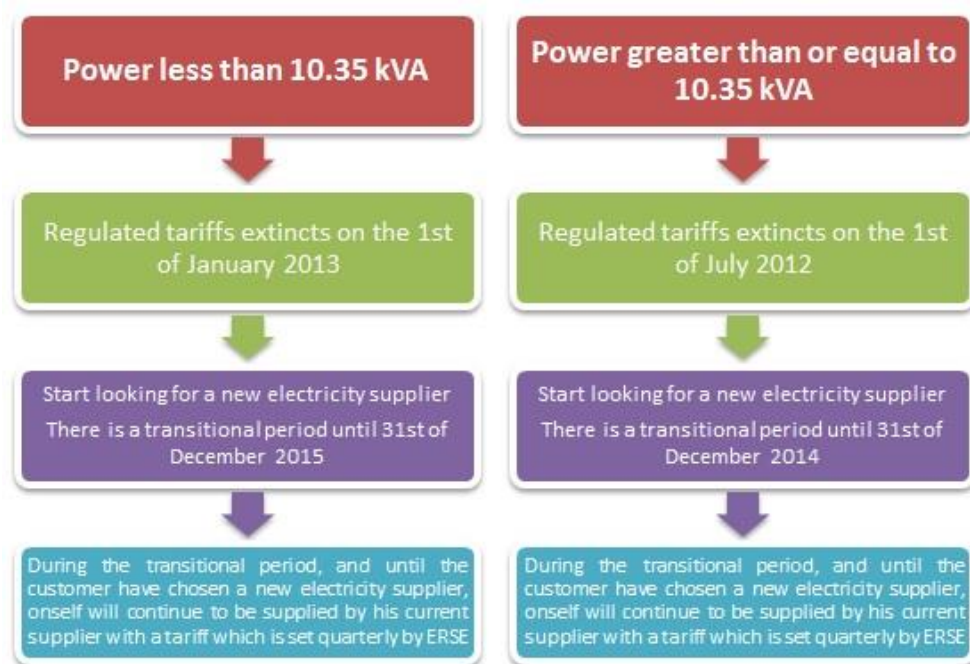 Power less than 10.35 kVA
Regulated tariffs extincts on the 1st
of January 2013
Start looking for a new electricity supplier
There is a transitional period until 31st of
December 2015
During the transitional period, and until the
customer have chosen a new electricity supplier,
onself will continue to be supplied by his current
supplier with a tariff which is set quarterly by ERSE
Power greater than or equal to
10.35 kVA
Regulated tariffs extincts on the 1st
of July 2012
Start looking for a new electricity supplier
There is a transitional period until 31st of
December 2014
During the transitional period, and until the
customer have chosen a new electricity supplier,
onself will continue to be supplied by his current
supplier with a tariff which is set quarterly by ERSE